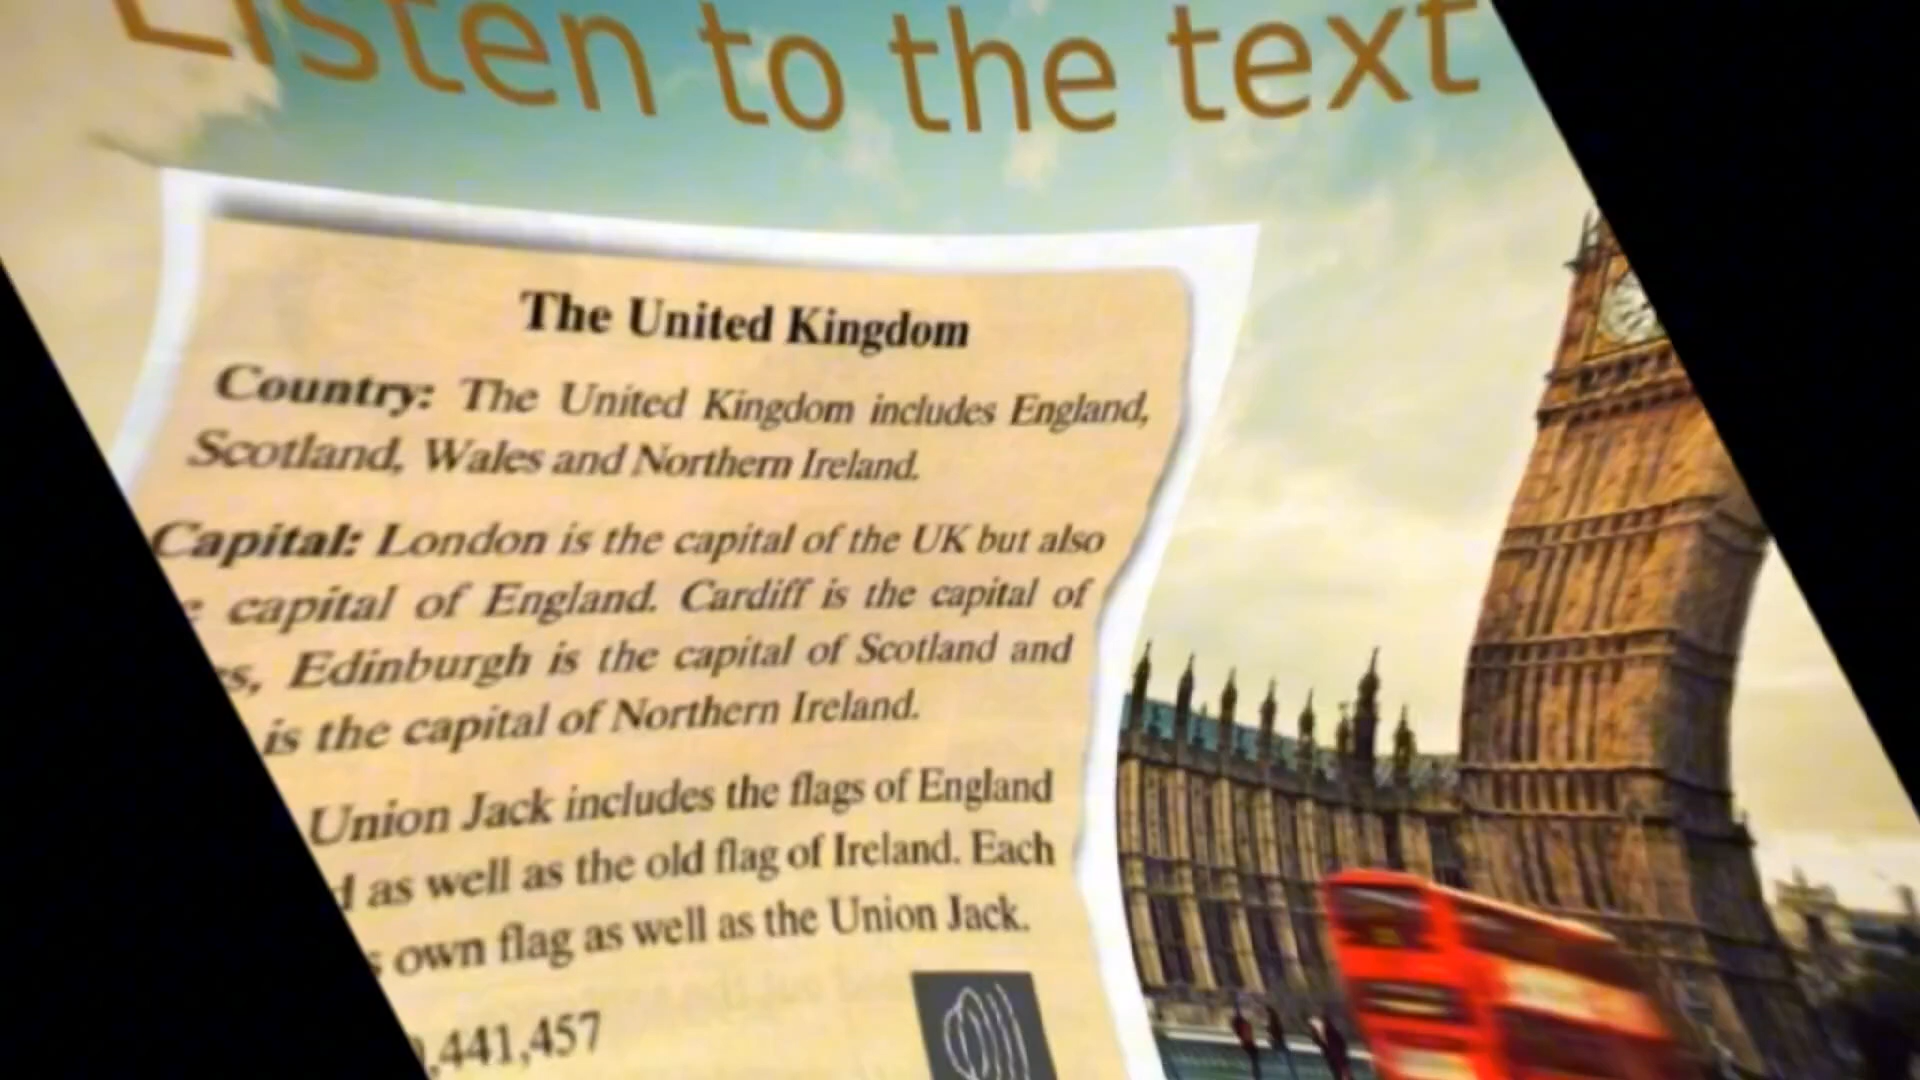 Listen to the text
The United Kingdom
Country: The United Kingdom includes England,
Scotland, Wales and Northern Ireland.
Capital: London is the capital of the UK but also
capital of England. Cardiff is the capital of
Edinburgh is the capital of Scotland and
is the capital of Northern Ireland.
Union Jack includes the flags of England
as well as the old flag of Ireland. Each
own flag as well as the Union Jack.
,441,457